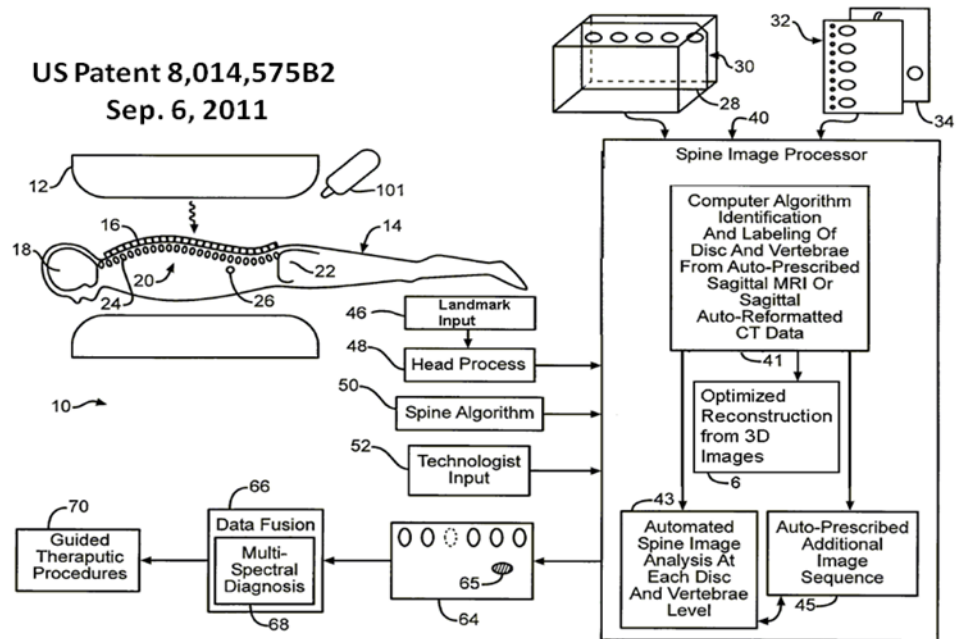 US Patent 8,014,575B2
Sep. 6, 2011
30
28
40
32
34
12
101
16
14
18
20
22
24
26
10
Landmark
Input
46
48
Head Process
50
Spine Algorithm
52
Technologist
Input
Spine Image Processor
Computer Algorithm
Identification
And Labeling Of
Disc And Vertebrae
From Auto-Prescribed
Sagittal MRI Or
Sagittal
Auto-Reformatted
CT Data
41
Optimized
Reconstruction
from 3D
Images
6
43
Automated
Spine Image
Analysis At
Each Disc
And Vertebrae
Level
Auto-Prescribed
Additional
Image
Sequence
45
70
Guided
Theraputic
Procedures
66
Data Fusion
Multi-
Spectral
Diagnosis
68
65
64